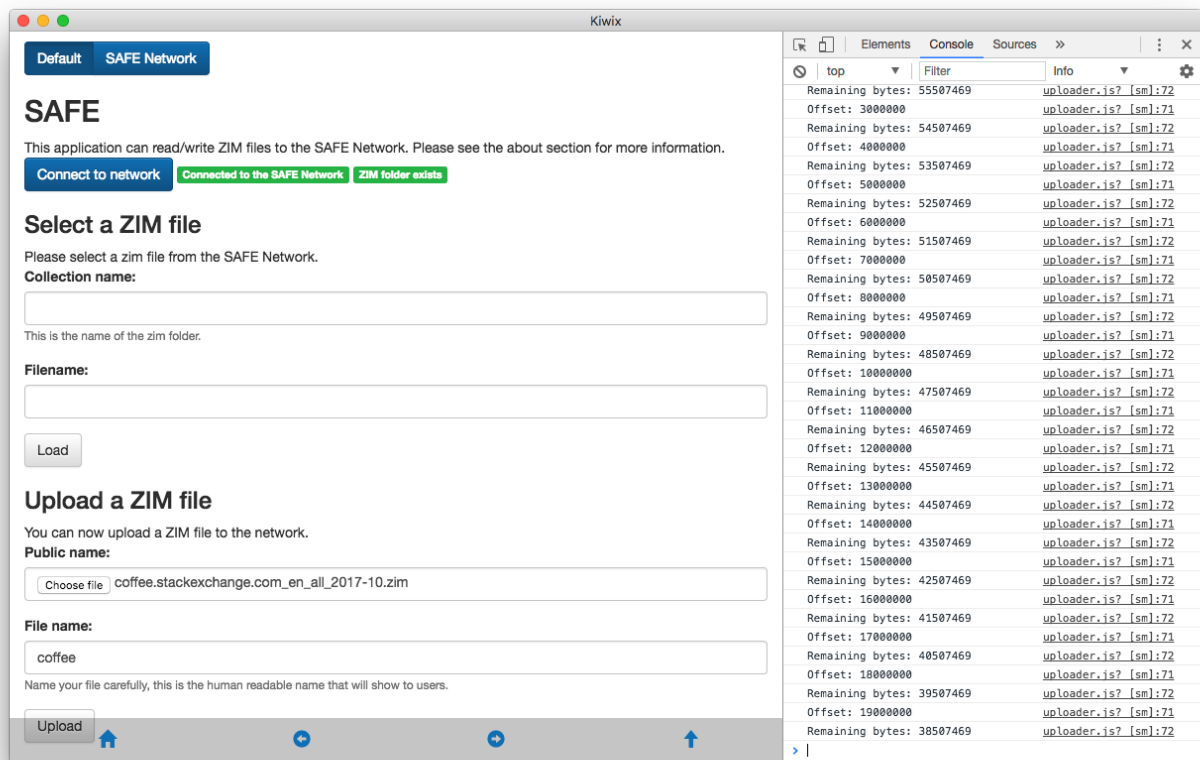 Kiwix
Default SAFE Network
SAFE
This application can read/write ZIM files to the SAFE Network. Please see the about section for more information.
Connect to network Connected to the SAFE Network ZIM folder exists
Select a ZIM file
Please select a zim file from the SAFE Network.
Collection name:
This is the name of the zim folder.
Filename:
Load
Upload a ZIM file
You can now upload a ZIM file to the network.
Public name:
Choose file coffee.stackexchange.com_en_all_2017-10.zim
File name:
coffee
Name your file carefully, this is the human readable name that will show to users.
Upload
Elements Console Sources »
top Filter Info
Remaining bytes: 55507469 uploader.js? [sm]:72
Offset: 3000000 uploader.js? [sm]:71
Remaining bytes: 54507469 uploader.js? [sm]:72
Offset: 4000000 uploader.js? [sm]:71
Remaining bytes: 53507469 uploader.js? [sm]:72
Offset: 5000000 uploader.js? [sm]:71
Remaining bytes: 52507469 uploader.js? [sm]:72
Offset: 6000000 uploader.js? [sm]:71
Remaining bytes: 51507469 uploader.js? [sm]:72
Offset: 7000000 uploader.js? [sm]:71
Remaining bytes: 50507469 uploader.js? [sm]:72
Offset: 8000000 uploader.js? [sm]:71
Remaining bytes: 49507469 uploader.js? [sm]:72
Offset: 9000000 uploader.js? [sm]:71
Remaining bytes: 48507469 uploader.js? [sm]:72
Offset: 10000000 uploader.js? [sm]:71
Remaining bytes: 47507469 uploader.js? [sm]:72
Offset: 11000000 uploader.js? [sm]:71
Remaining bytes: 46507469 uploader.js? [sm]:72
Offset: 12000000 uploader.js? [sm]:71
Remaining bytes: 45507469 uploader.js? [sm]:72
Offset: 13000000 uploader.js? [sm]:71
Remaining bytes: 44507469 uploader.js? [sm]:72
Offset: 14000000 uploader.js? [sm]:71
Remaining bytes: 43507469 uploader.js? [sm]:72
Offset: 15000000 uploader.js? [sm]:71
Remaining bytes: 42507469 uploader.js? [sm]:72
Offset: 16000000 uploader.js? [sm]:71
Remaining bytes: 41507469 uploader.js? [sm]:72
Offset: 17000000 uploader.js? [sm]:71
Remaining bytes: 40507469 uploader.js? [sm]:72
Offset: 18000000 uploader.js? [sm]:71
Remaining bytes: 39507469 uploader.js? [sm]:72
Offset: 19000000 uploader.js? [sm]:71
Remaining bytes: 38507469 uploader.js? [sm]:72